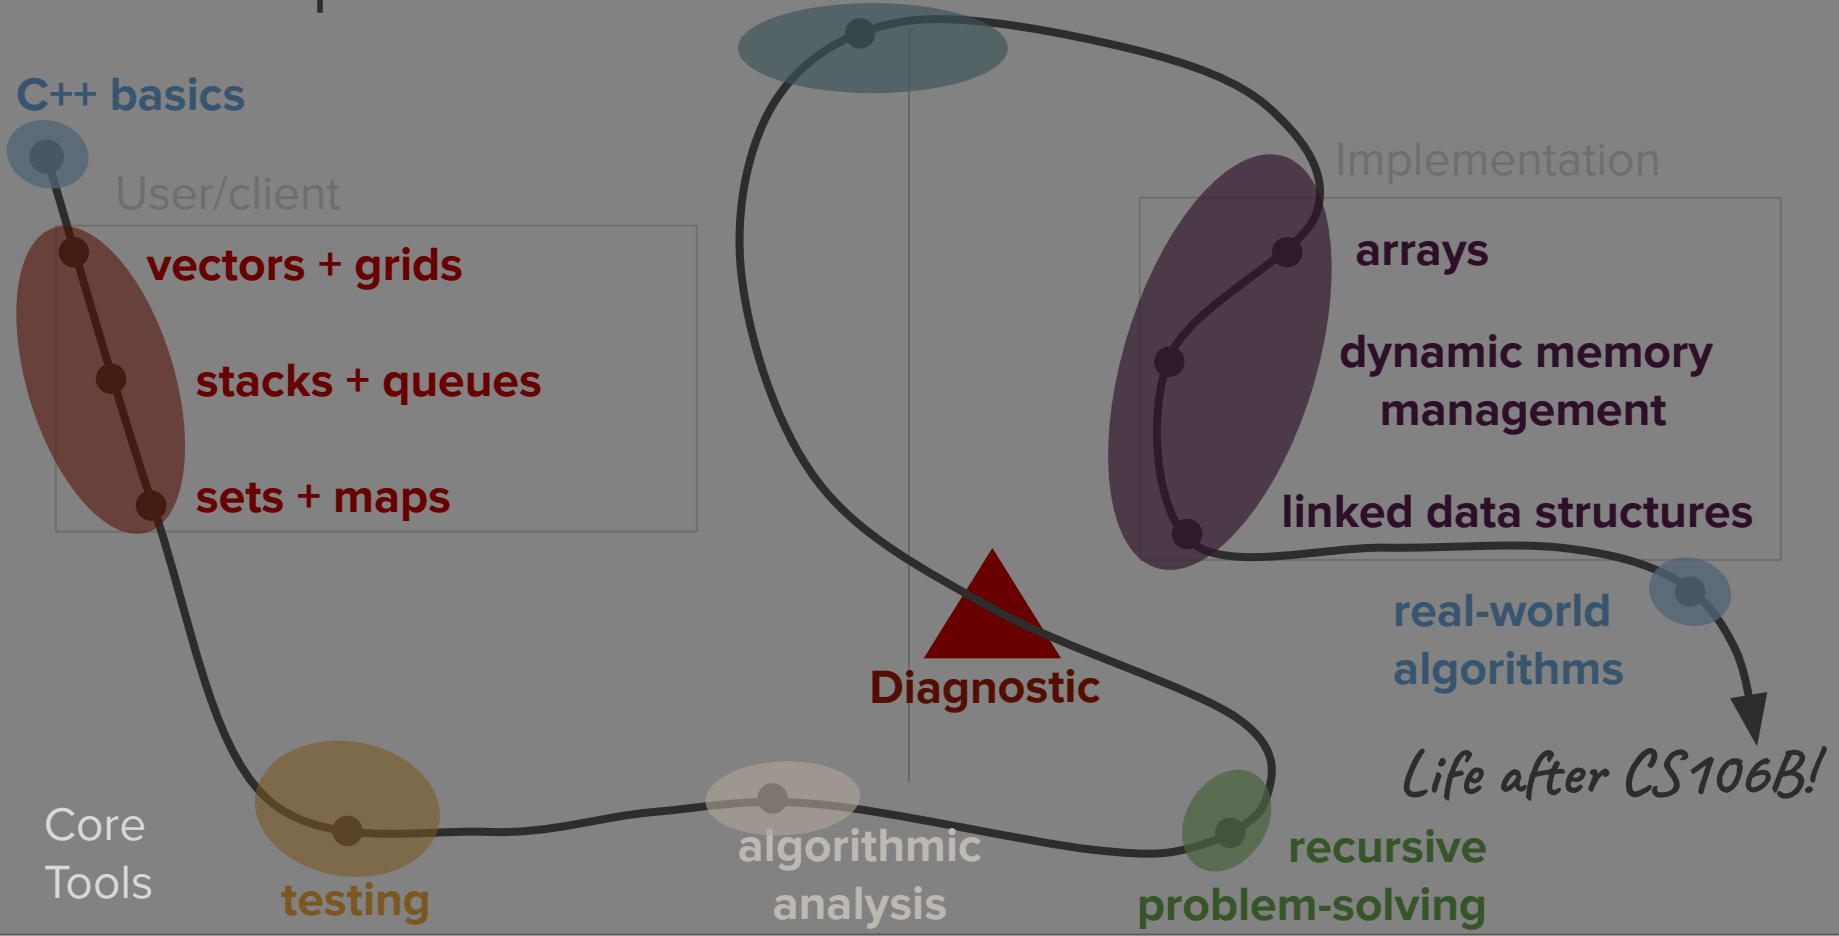 C++ basics
User/client
vectors + grids
stacks + queues
sets + maps
Implementation
arrays
dynamic memory
management
linked data structures
real-world
algorithms
Diagnostic
Life after CS106B!
Core
Tools
testing
algorithmic
analysis
recursive
problem-solving